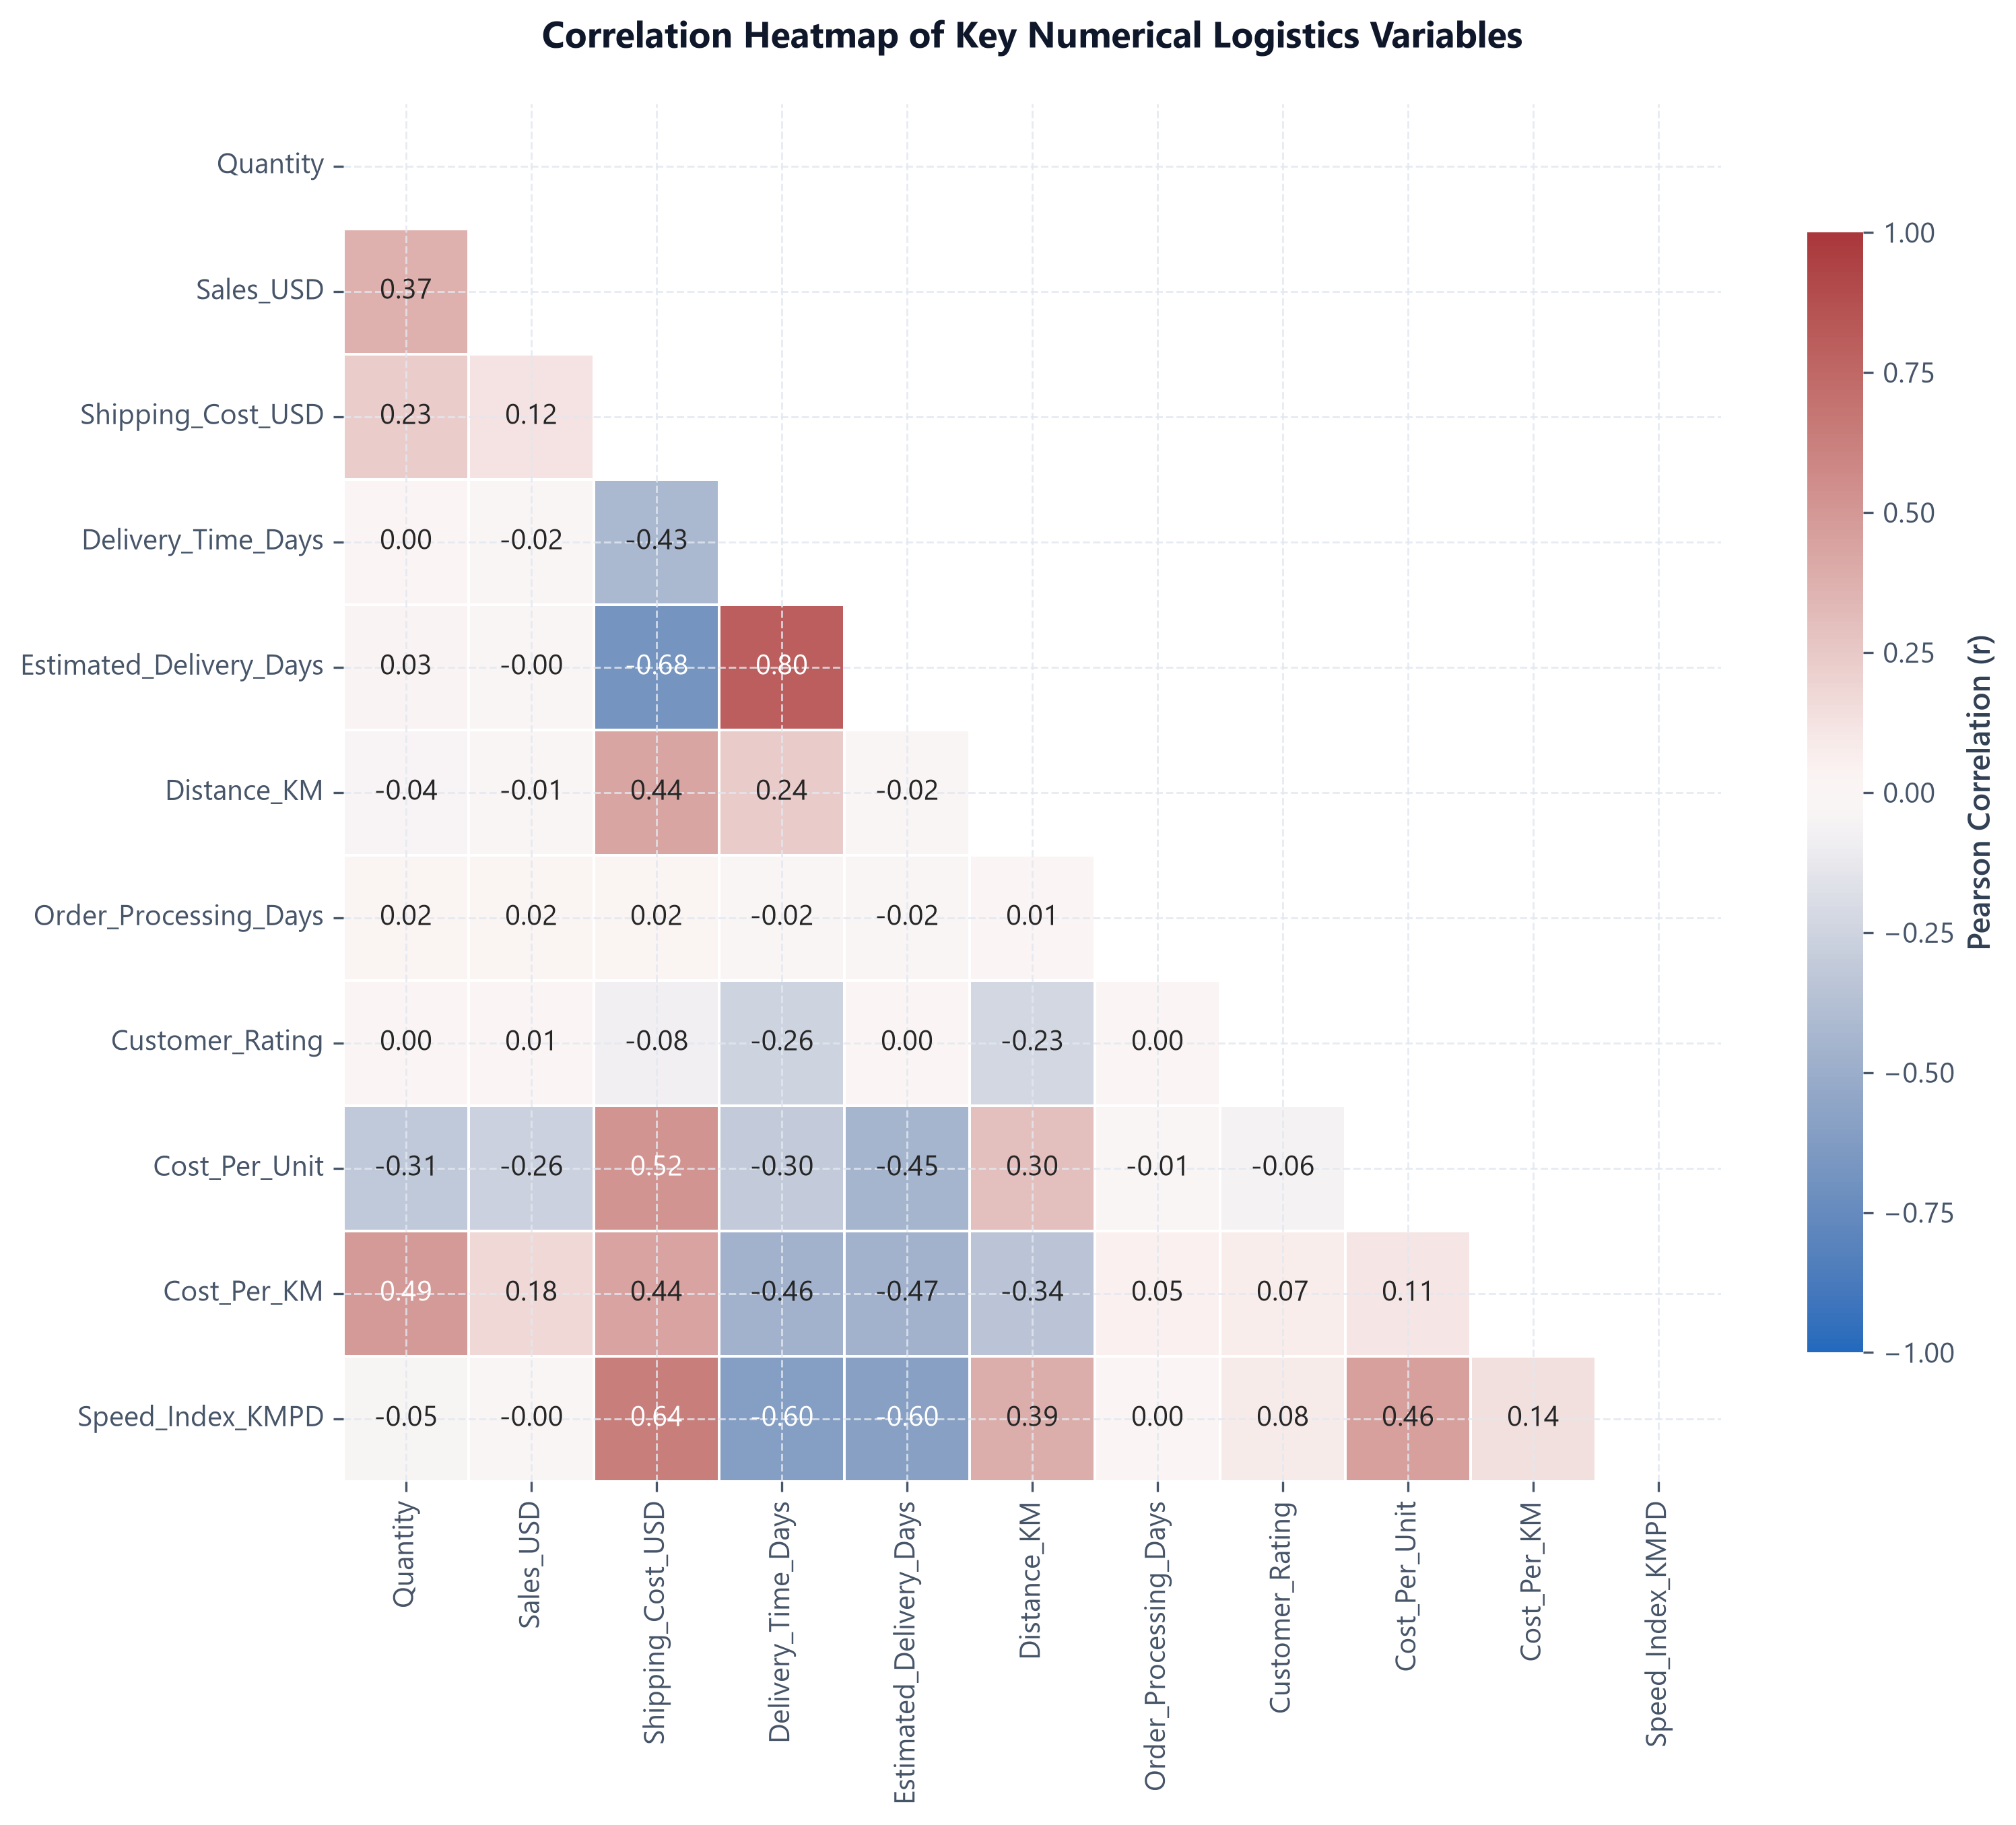 Correlation Heatmap of Key Numerical Logistics Variables
Quantity
Sales_USD 0.37
Shipping_Cost_USD 0.23 0.12
Delivery_Time_Days 0.00 -0.02 -0.43
Estimated_Delivery_Days 0.03 -0.00 -0.68 0.80
Distance_KM -0.04 -0.01 0.44 0.24 -0.02
Order_Processing_Days 0.02 0.02 0.02 -0.02 -0.02 0.01
Customer_Rating 0.00 0.01 -0.08 -0.26 0.00 -0.23 0.00
Cost_Per_Unit -0.31 -0.26 0.52 -0.30 -0.45 0.30 -0.01 -0.06
Cost_Per_KM 0.49 0.18 0.44 -0.46 -0.47 -0.34 0.05 0.07 0.11
Speed_Index_KMPD -0.05 -0.00 0.64 -0.60 -0.60 0.39 0.00 0.08 0.46 0.14
Quantity
Sales_USD
Shipping_Cost_USD
Delivery_Time_Days
Estimated_Delivery_Days
Distance_KM
Order_Processing_Days
Customer_Rating
Cost_Per_Unit
Cost_Per_KM
Speed_Index_KMPD
1.00
0.75
0.50
0.25
0.00
−0.25
−0.50
−0.75
−1.00
Pearson Correlation (r)